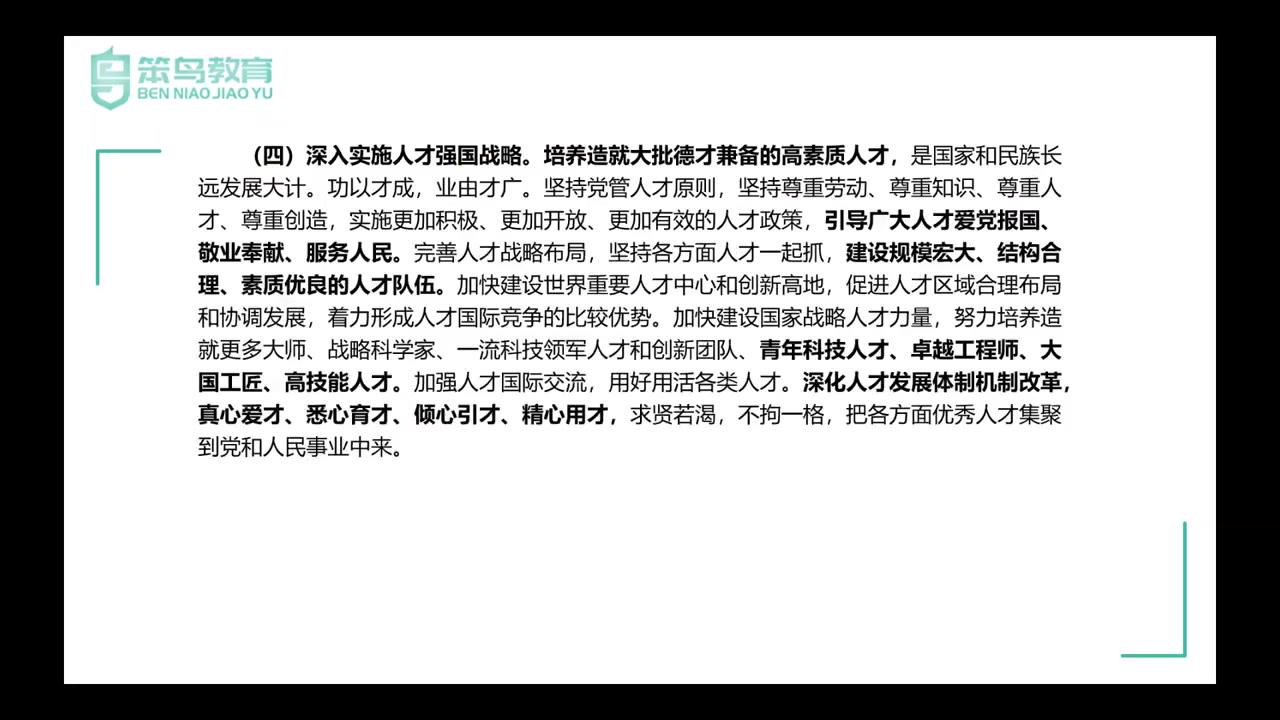 笨鸟教育
BEN NIAO JIAO YU
（四）深入实施人才强国战略。培养造就大批德才兼备的高素质人才，是国家和民族长
远发展大计。功以才成，业由才广。坚持党管人才原则，坚持尊重劳动、尊重知识、尊重人
才、尊重创造，实施更加积极、更加开放、更加有效的人才政策，引导广大人才爱党报国、
敬业奉献、服务人民。完善人才战略布局，坚持各方面人才一起抓，建设规模宏大、结构合
理、素质优良的人才队伍。加快建设世界重要人才中心和创新高地，促进人才区域合理布局
和协调发展，着力形成人才国际竞争的比较优势。加快建设国家战略人才力量，努力培养造
就更多大师、战略科学家、一流科技领军人才和创新团队、青年科技人才、卓越工程师、大
国工匠、高技能人才。加强人才国际交流，用好用活各类人才。深化人才发展体制机制改革，
真心爱才、悉心育才、倾心引才、精心用才，求贤若渴，不拘一格，把各方面优秀人才集聚
到党和人民事业中来。